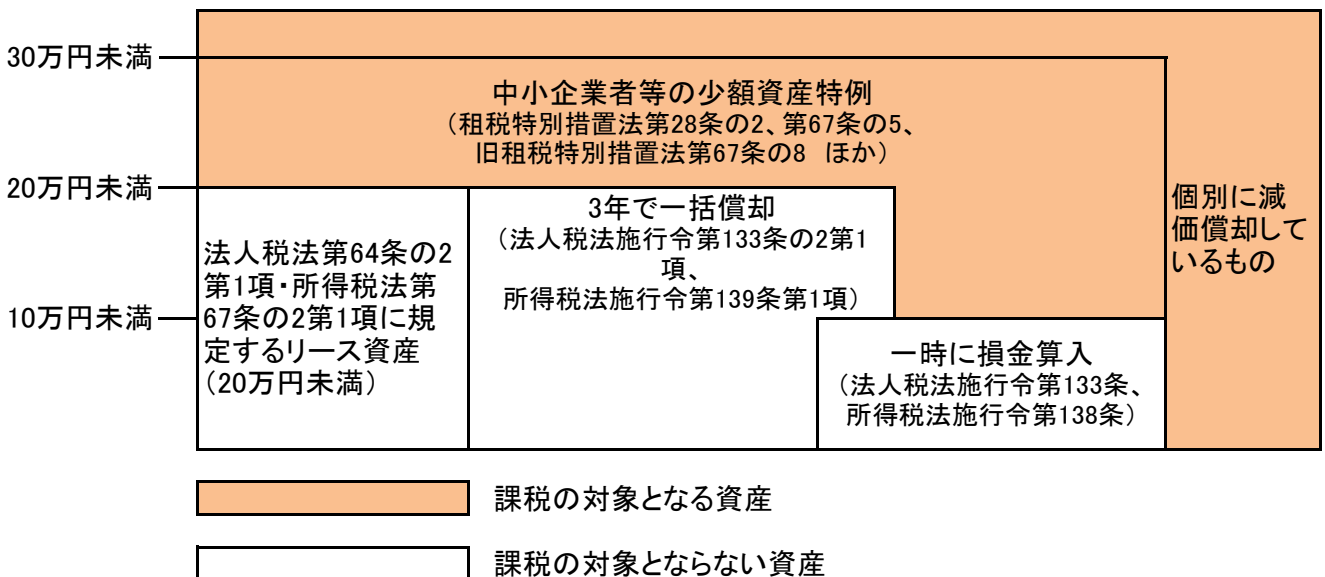 30万円未満
中小企業者等の少額資産特例
（租税特別措置法第28条の2、第67条の5、
旧租税特別措置法第67条の8　ほか）
20万円未満
個別に減
価償却して
いるもの
3年で一括償却
（法人税法施行令第133条の2第1
項、
所得税法施行令第139条第1項）
法人税法第64条の2
第1項・所得税法第
67条の2第1項に規
定するリース資産
（20万円未満）
10万円未満
一時に損金算入
（法人税法施行令第133条、
所得税法施行令第138条）
課税の対象となる資産
課税の対象とならない資産